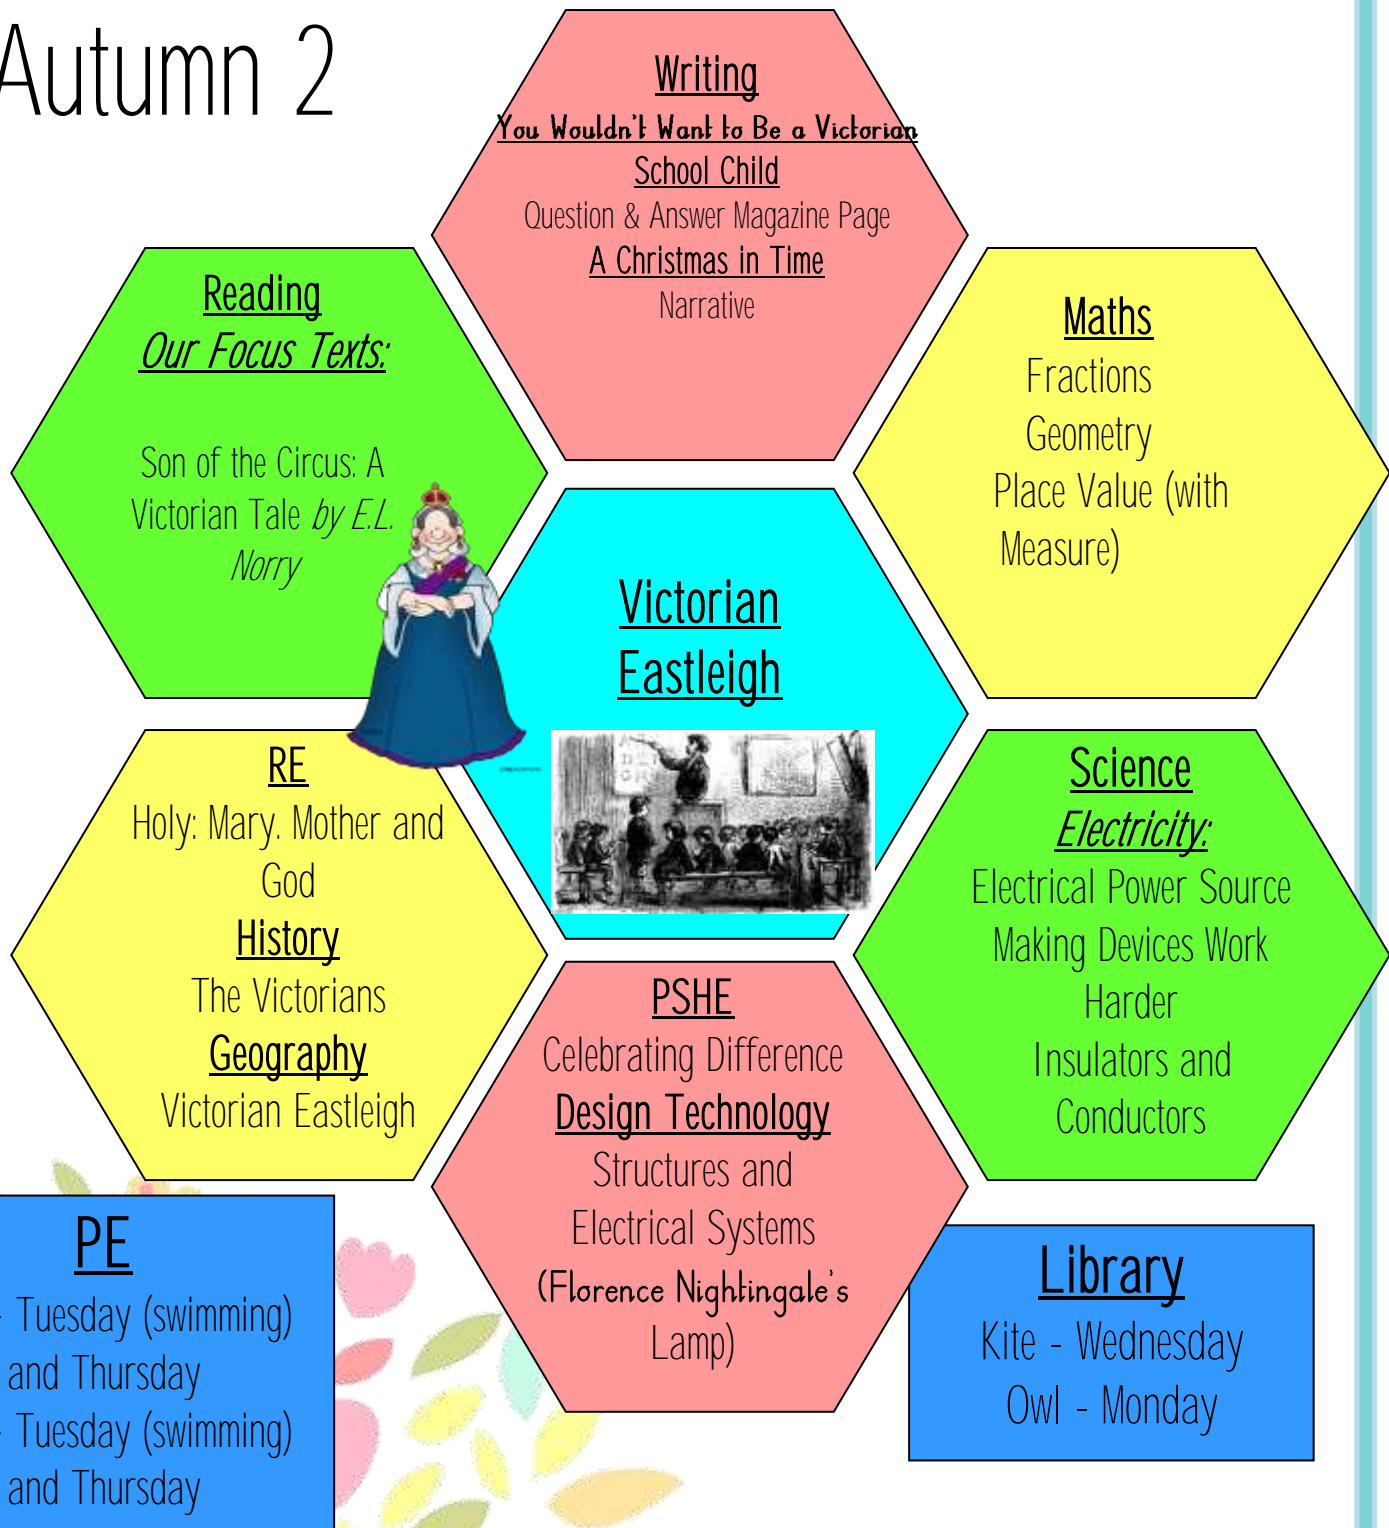 Autumn 2
Writing
You Wouldn't Want to Be a Victorian
School Child
Question & Answer Magazine Page
A Christmas in Time
Narrative
Reading
Our Focus Texts:
Son of the Circus: A
Victorian Tale by E.L.
Norry
Maths
Fractions
Geometry
Place Value (with
Measure)
Victorian
Eastleigh
RE
Holy: Mary. Mother and
God
History
The Victorians
Geography
Victorian Eastleigh
Science
Electricity:
Electrical Power Source
Making Devices Work
Harder
Insulators and
Conductors
PSHE
Celebrating Difference
Design Technology
Structures and
Electrical Systems
(Florence Nightingale's
Lamp)
PE
- Tuesday (swimming)
and Thursday
- Tuesday (swimming)
and Thursday
Library
Kite - Wednesday
Owl - Monday